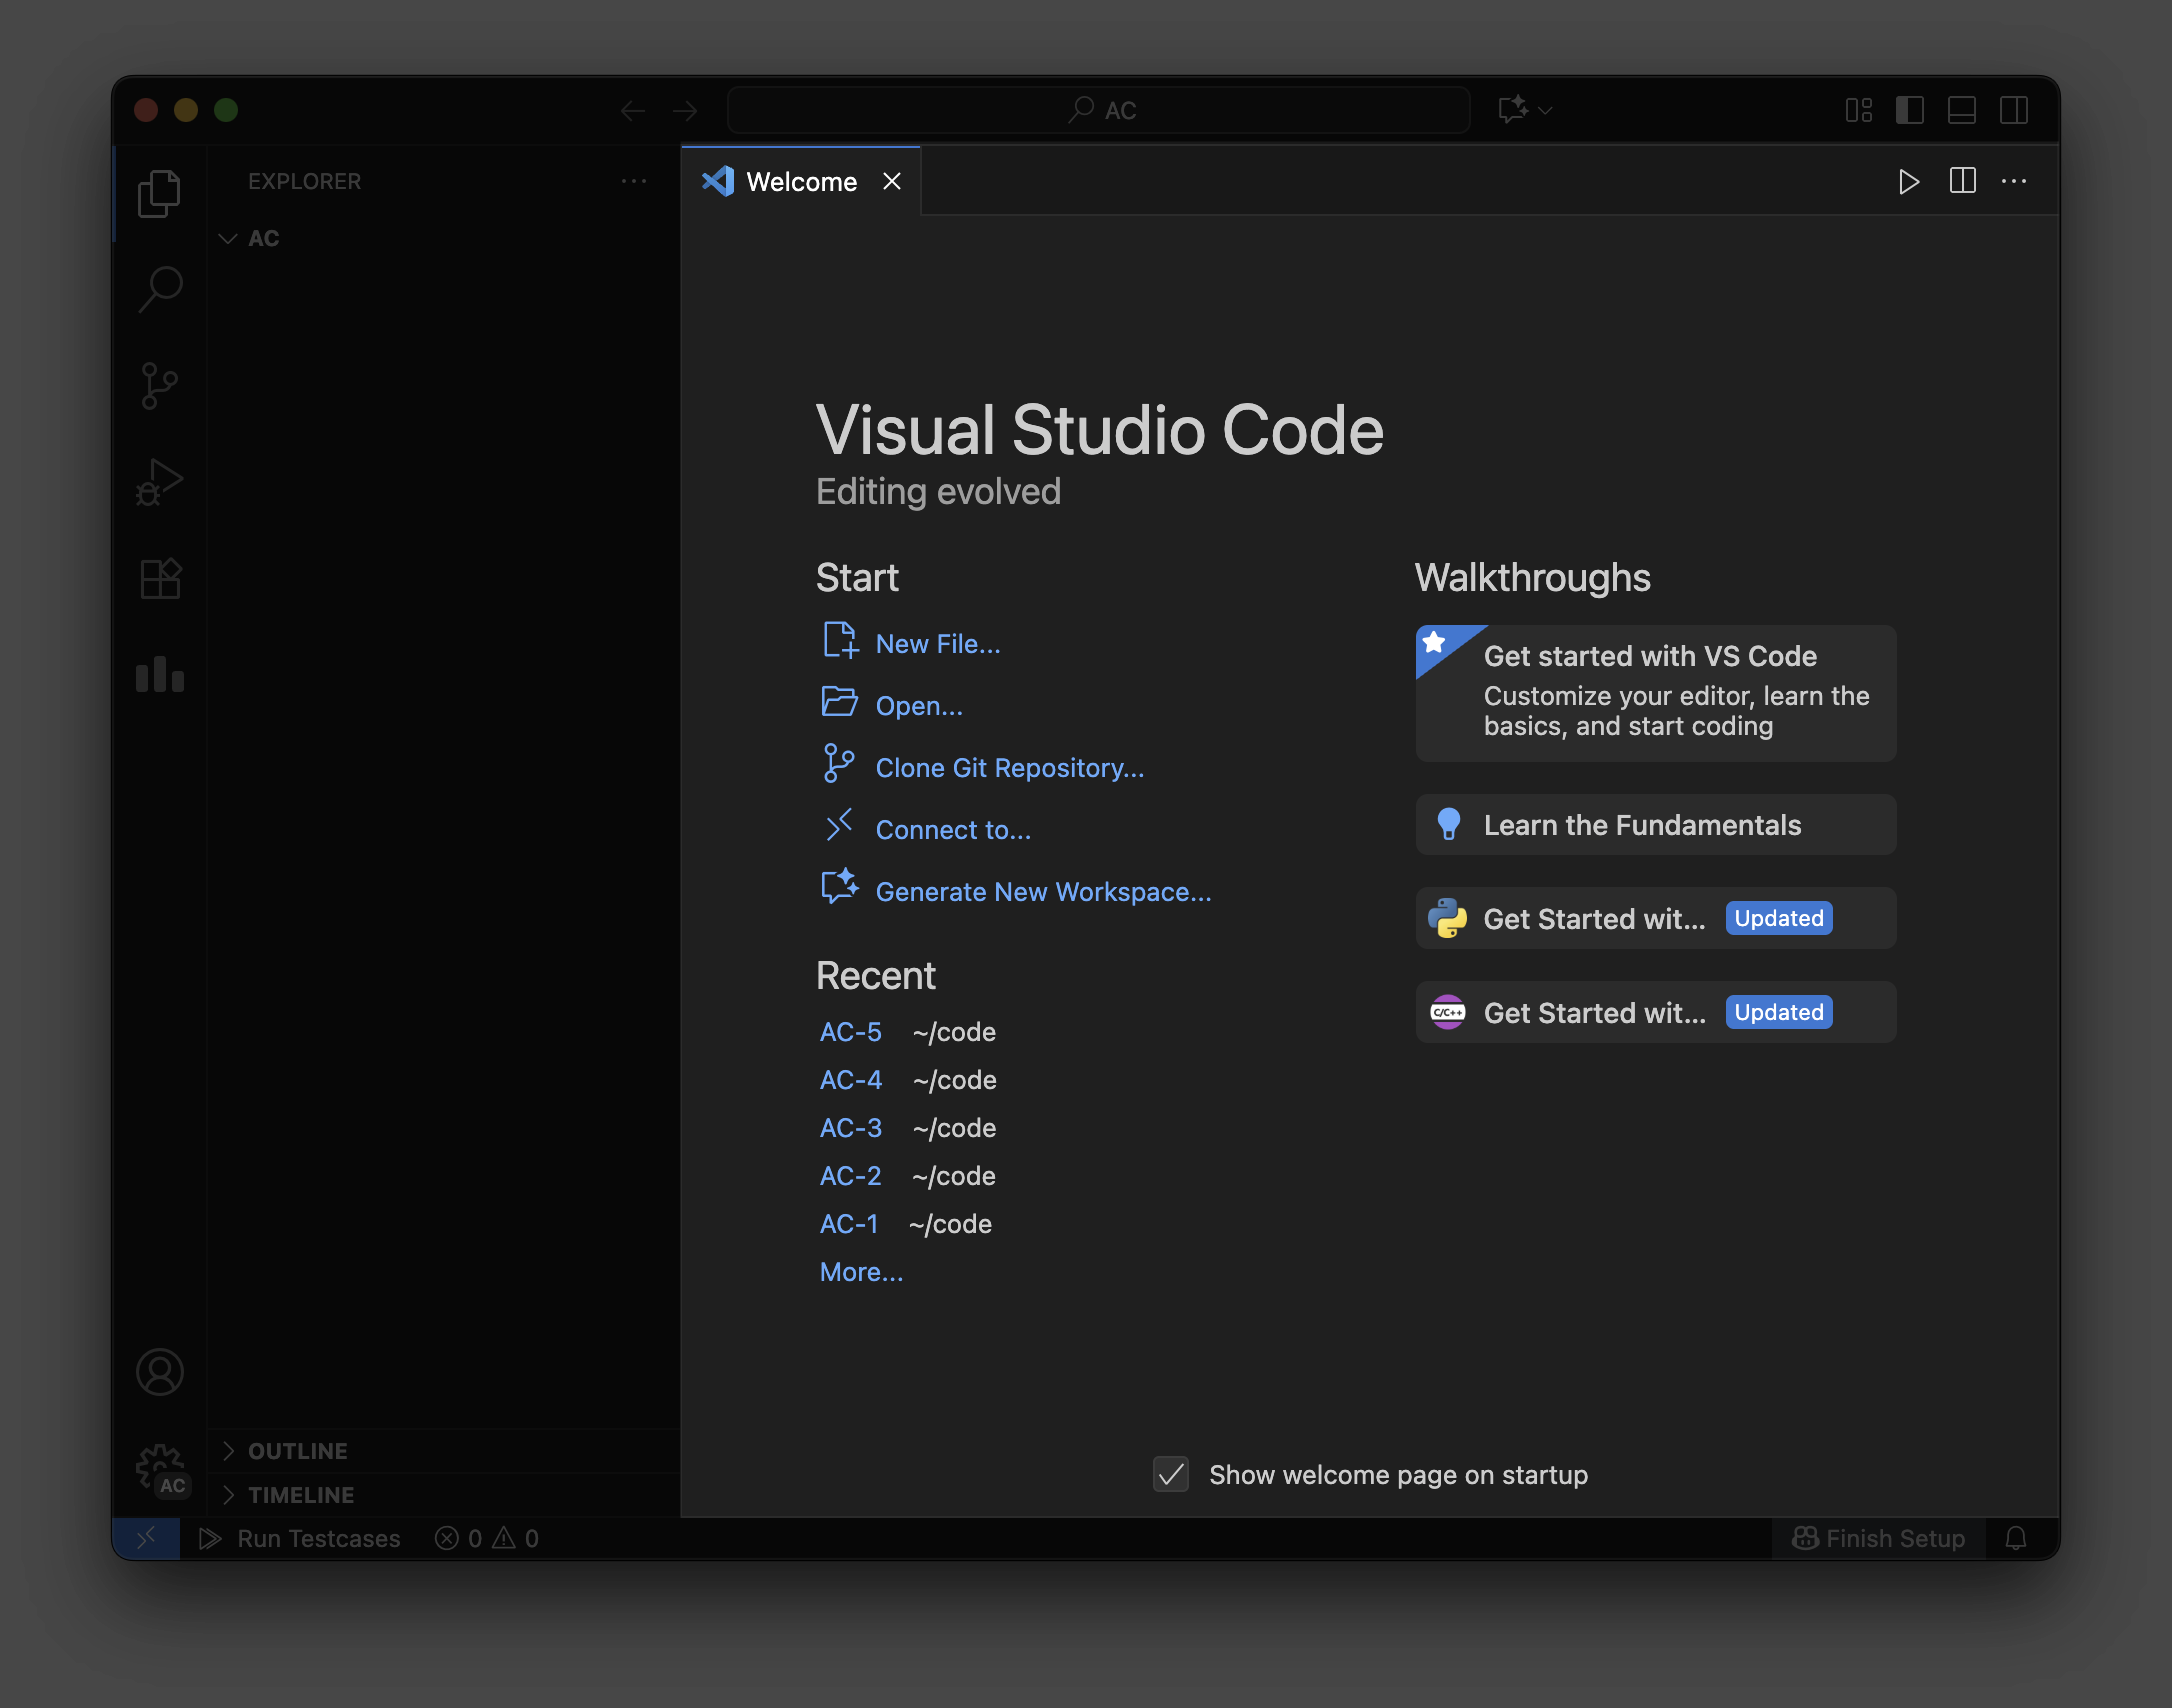 AC
EXPLORER
AC
Welcome
Visual Studio Code
Editing evolved
Start
New File...
Open...
Clone Git Repository...
Connect to...
Generate New Workspace...
Recent
AC-5 ~/code
AC-4 ~/code
AC-3 ~/code
AC-2 ~/code
AC-1 ~/code
More...
Walkthroughs
Get started with VS Code
Customize your editor, learn the
basics, and start coding
Learn the Fundamentals
Get Started wit... Updated
C/C++
Get Started wit... Updated
Show welcome page on startup
AC
OUTLINE
TIMELINE
Run Testcases 0 0
Finish Setup